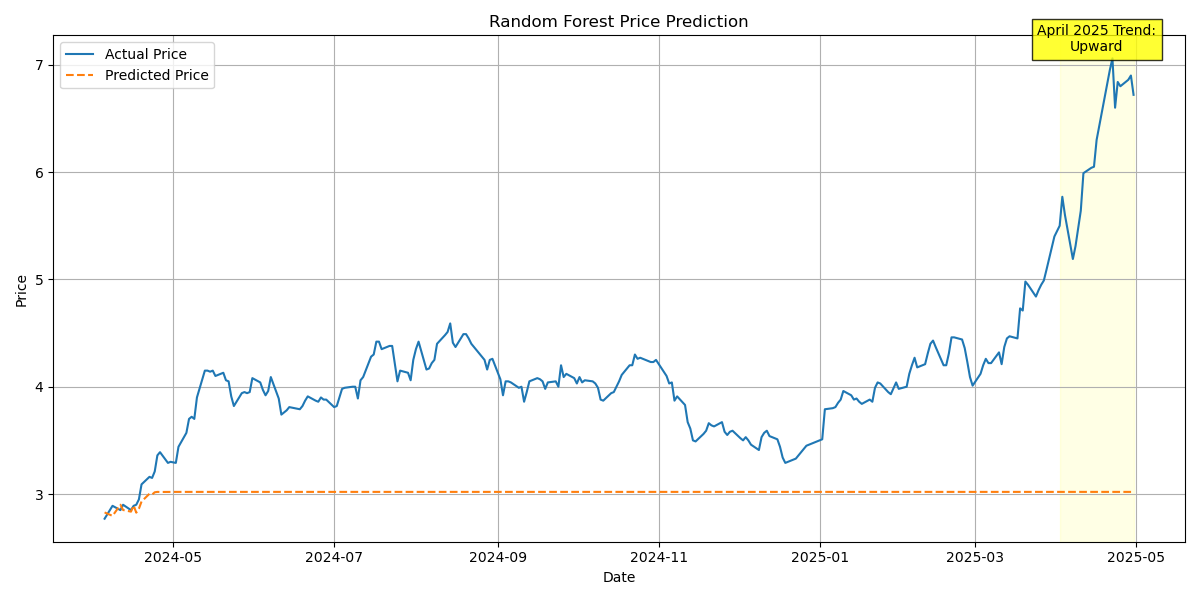 Random Forest Price Prediction
April 2025 Trend:
Upward
Actual Price
Predicted Price
Price
7
6
5
4
3
2024-05
2024-07
2024-09
2024-11
2025-01
2025-03
2025-05
Date